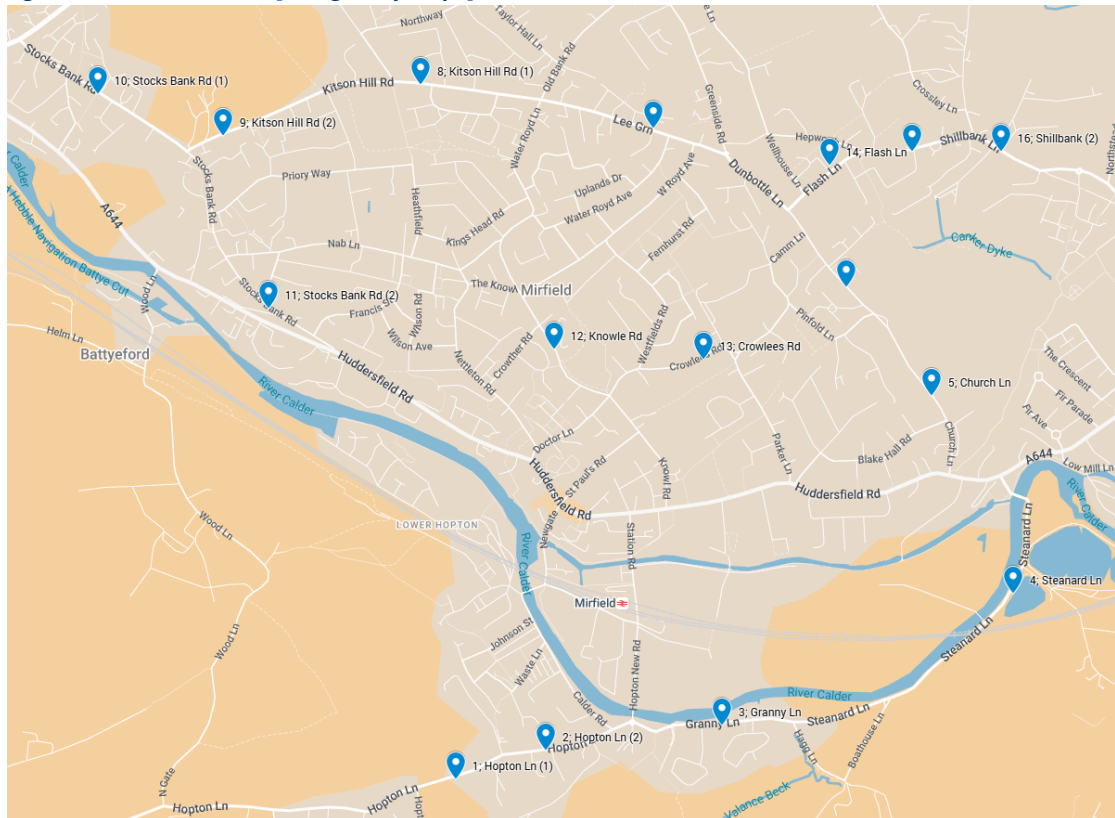 Northway
Taylor Hall Ln
Old Bank Rd
Stocks Bank Rd
10; Stocks Bank Rd (1)
8; Kitson Hill Rd (1)
Kitson Hill Rd
9; Kitson Hill Rd (2)
Lee Grn
Greenside Rd
Crossley Ln
Hepworth Ln
Shillbank Ln
16; Shillbank (2)
14; Flash Ln
Flash Ln
Wellhouse Ln
Dunbottle Ln
Water Royd Ln
Priory Way
Stocks Bank Rd
Heathfield
Uplands Dr
W Royd Ave
Water Royd Ave
Kings Head Rd
Fernhurst Rd
Camm Ln
Canker Dyke
A644
Nab Ln
Wood Ln
The Knowl
Mirfield
11; Stocks Bank Rd (2)
Stocks Bank Rd
Francis St
Wilson Rd
Wilson Ave
Pinfold Ln
12; Knowle Rd
Westfields Rd
13; Crowlees Rd
Crowlees Rd
Helm Ln
Battyeford
Huddersfield Rd
Nettleton Rd
Crowther Rd
River Calder
5; Church Ln
Church Ln
The Crescent
Fir Parade
Fir Ave
Doctor Ln
Parker Ln
Blake Hall Rd
A644
Low Mill Ln
River Calder
Huddersfield Rd
St Paul's Rd
Knowl Rd
Huddersfield Rd
Wood Ln
LOWER HOPTON
Newgate
Station Rd
Steanard Ln
River Calder
4; Steanard Ln
Mirfield
Johnson St
Waste Ln
Wood Ln
Hopton New Rd
Steanard Ln
Calder Rd
River Calder
3; Granny Ln
Granny Ln
Steanard Ln
2; Hopton Ln (2)
Hopton
Hagg Ln
Boathouse Ln
1; Hopton Ln (1)
N Gate
Hopton Ln
Hopton Ln
Valance Beck